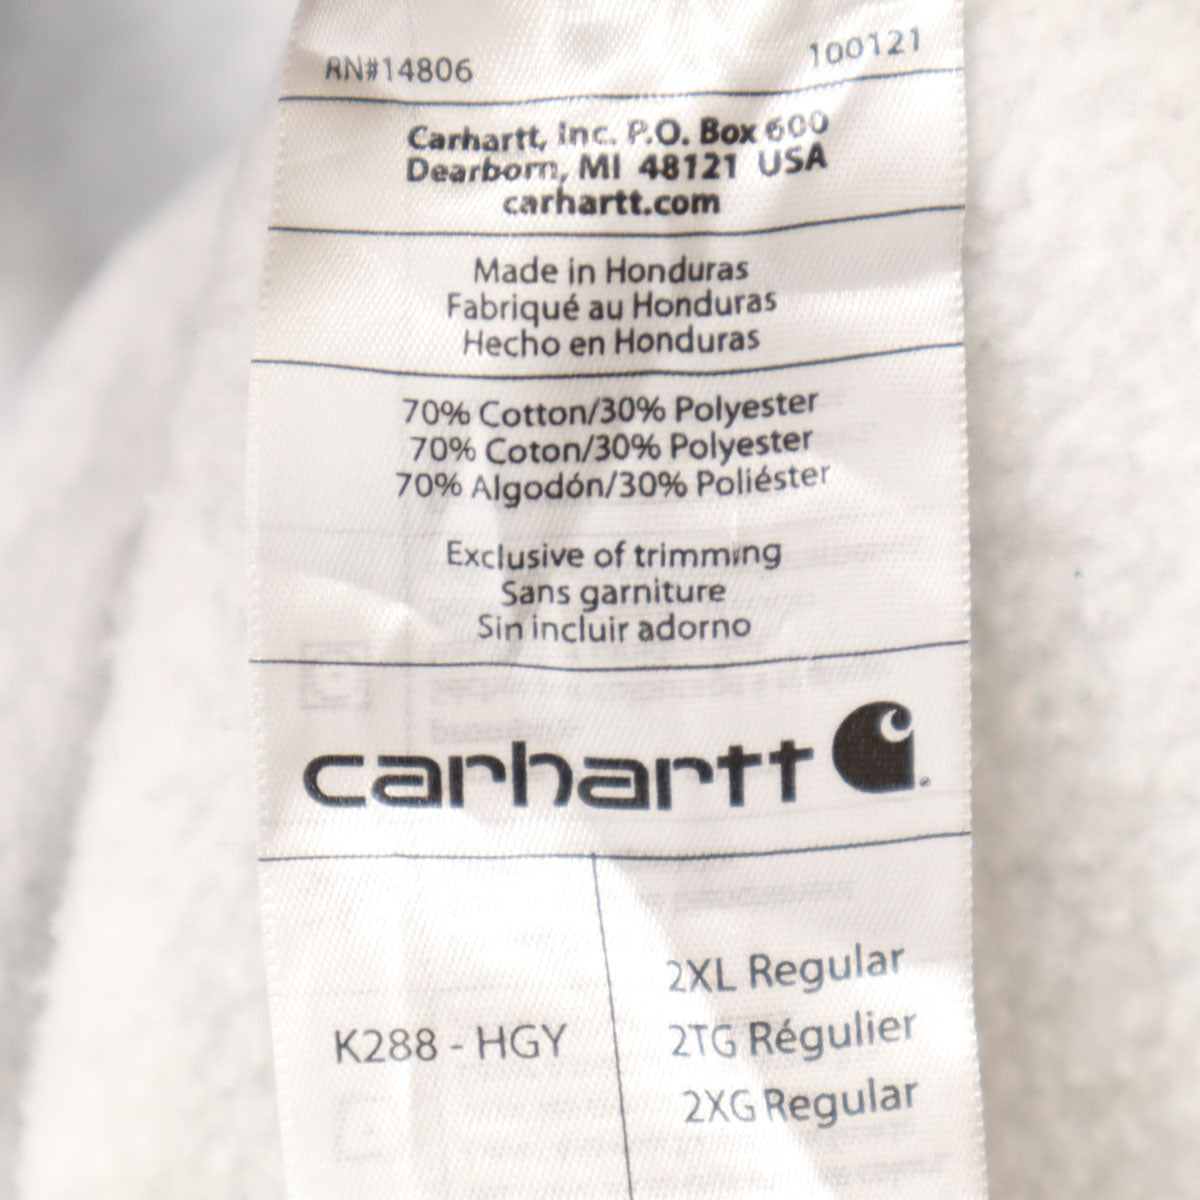 RN#14806 100121
Carhartt, Inc. P.O. Box 600
Dearborn, MI 48121 USA
carhartt.com
Made in Honduras
Fabriqué au Honduras
Hecho en Honduras
70% Cotton/30% Polyester
70% Coton/30% Polyester
70% Algodón/30% Poliéster
Exclusive of trimming
Sans garniture
Sin incluir adorno
carhartt
K288 - HGY
2XL Regular
2TG Régulier
2XG Regular